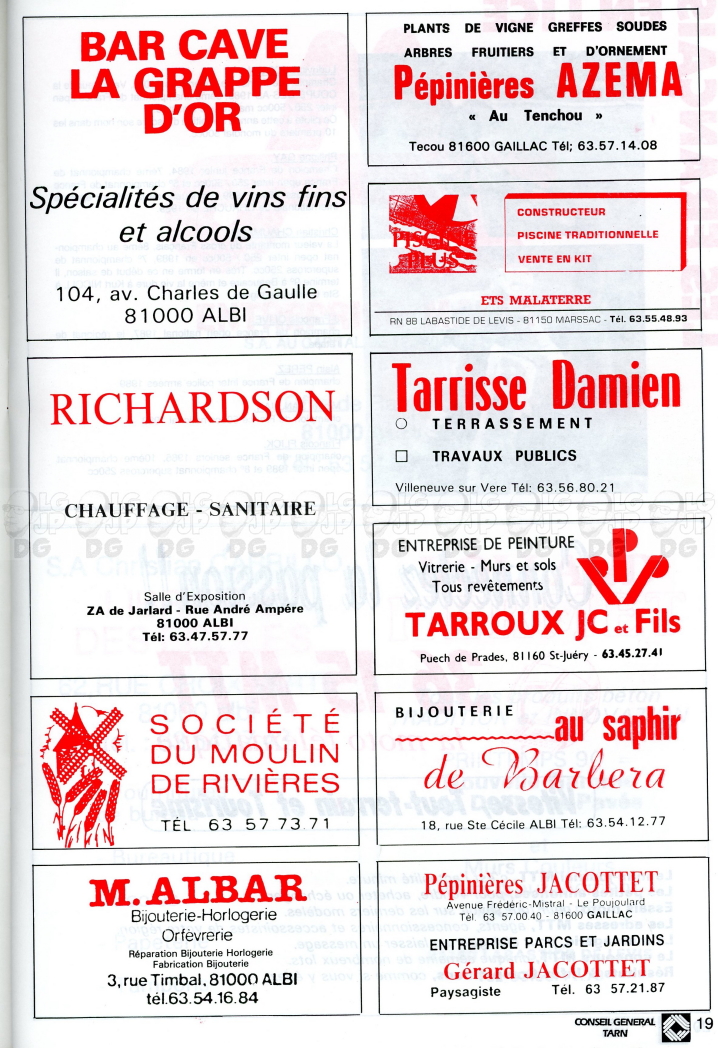 BAR CAVE
LA GRAPPE
D'OR
Spécialités de vins fins
et alcools
104, av. Charles de Gaulle
81000 ALBI
PLANTS DE VIGNE GREFFES SOUDES
ARBRES FRUITIERS ET D'ORNEMENT
Pépinières AZEMA
« Au Tenchou »
Tecou 81600 GAILLAC Tél; 63.57.14.08
PISCINE
PLUS
CONSTRUCTEUR
PISCINE TRADITIONNELLE
VENTE EN KIT
ETS MALATERRE
RN 88 LABASTIDE DE LEVIS - 81150 MARSSAC - Tél. 63.55.48.93
RICHARDSON
CHAUFFAGE - SANITAIRE
Salle d'Exposition
ZA de Jarlard - Rue André Ampére
81000 ALBI
Tél: 63.47.57.77
Tarrisse Damien
TERRASSEMENT
TRAVAUX PUBLICS
Villeneuve sur Vere Tél: 63.56.80.21
ENTREPRISE DE PEINTURE
Vitrerie - Murs et sols
Tous revêtements
TARROUX JC et Fils
Puech de Prades, 81160 St-Juéry - 63.45.27.41
SOCIÉTÉ
DU MOULIN
DE RIVIÈRES
TÉL 63 57 73.71
BIJOUTERIE
au saphir
de Barbera
18, rue Ste Cécile ALBI Tél: 63.54.12.77
M. ALBAR
Bijouterie-Horlogerie
Orfèvrerie
Réparation Bijouterie Horlogerie
Fabrication Bijouterie
3, rue Timbal, 81000 ALBI
tél.63.54.16.84
Pépinières JACOTTET
Avenue Frédéric-Mistral - Le Poujoulard
Tél. 63 57.00.40 - 81600 GAILLAC
ENTREPRISE PARCS ET JARDINS
Gérard JACOTTET
Paysagiste Tél. 63 57.21.87
CONSEIL GENERAL
TARN
19